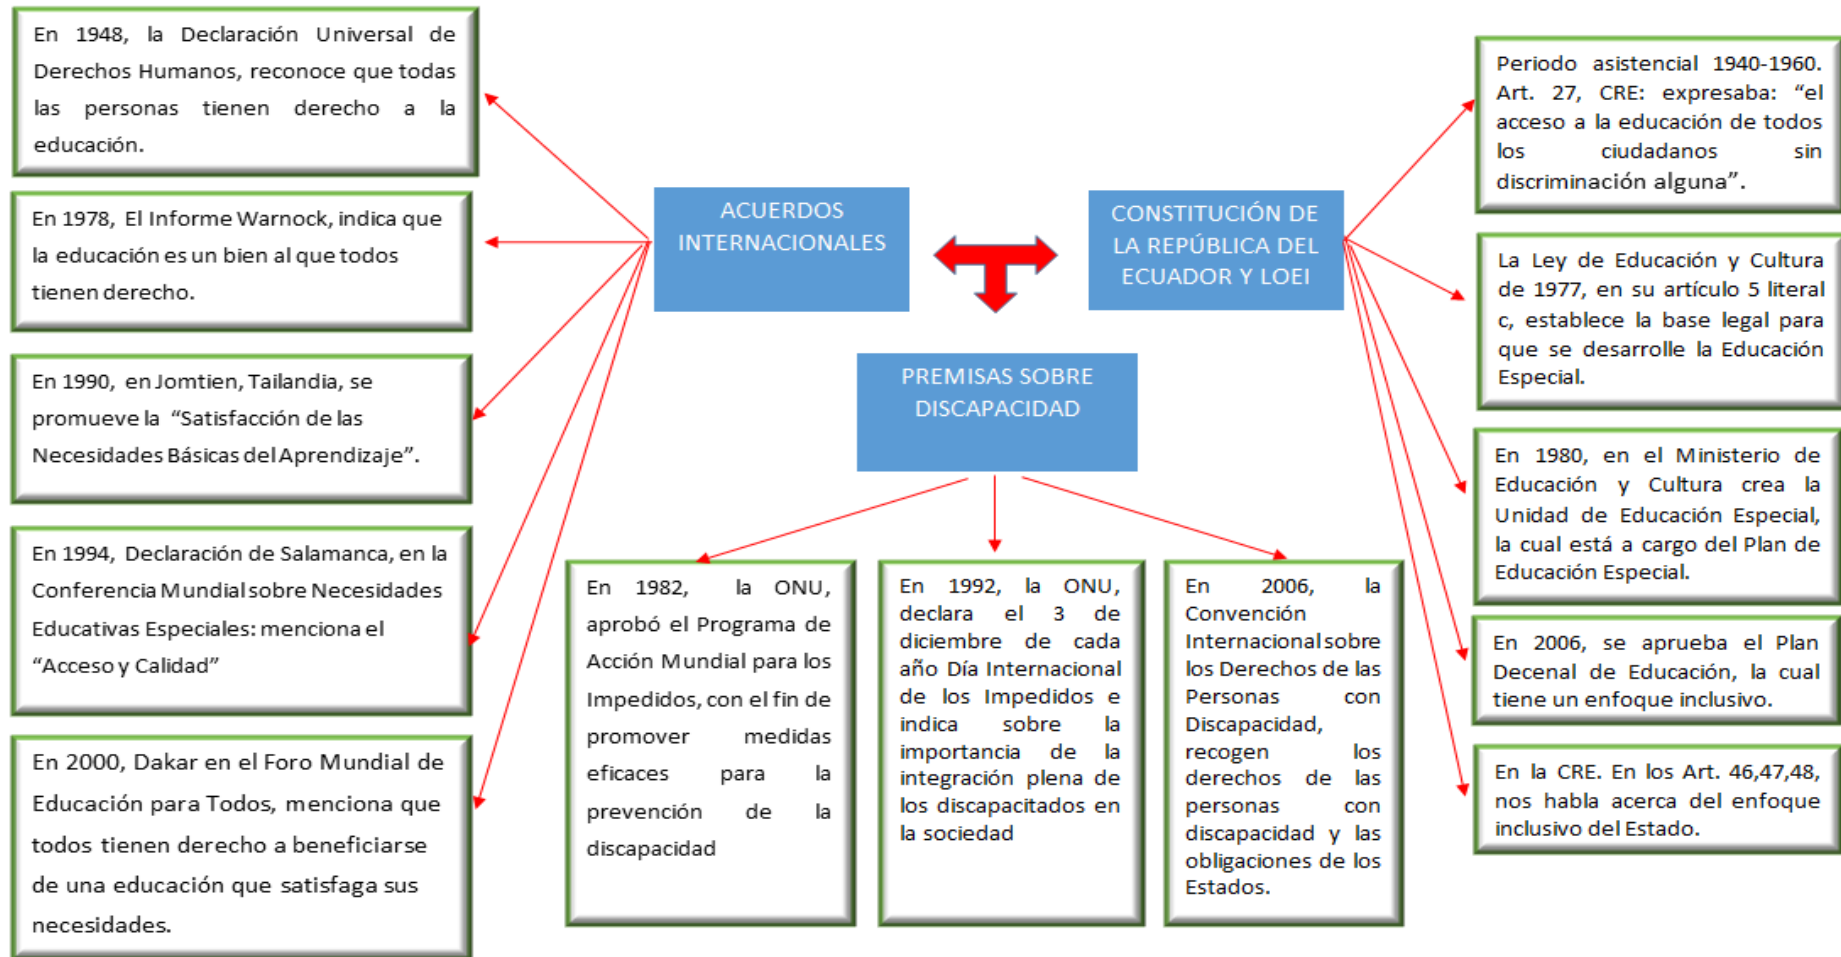 En 1948, la Declaración Universal de
Derechos Humanos, reconoce que todas
las personas tienen derecho a la
educación.
En 1978, El Informe Warnock, indica que
la educación es un bien al que todos
tienen derecho.
En 1990, en Jomtien, Tailandia, se
promueve la “Satisfacción de las
Necesidades Básicas del Aprendizaje”.
En 1994, Declaración de Salamanca, en la
Conferencia Mundial sobre Necesidades
Educativas Especiales: menciona el
“Acceso y Calidad”
En 2000, Dakar en el Foro Mundial de
Educación para Todos, menciona que
todos tienen derecho a beneficiarse
de una educación que satisfaga sus
necesidades.
ACUERDOS
INTERNACIONALES
CONSTITUCIÓN DE
LA REPÚBLICA DEL
ECUADOR Y LOEI
PREMISAS SOBRE
DISCAPACIDAD
En 1982, la ONU,
aprobó el Programa de
Acción Mundial para los
Impedidos, con el fin de
promover medidas
eficaces para la
prevención de la
discapacidad
En 1992, la ONU,
declara el 3 de
diciembre de cada
año Día Internacional
de los Impedidos e
indica sobre la
importancia de la
integración plena de
los discapacitados en
la sociedad
En 2006, la
Convención
Internacional sobre
los Derechos de las
Personas con
Discapacidad,
recogen los
derechos de las
personas con
discapacidad y las
obligaciones de los
Estados.
Periodo asistencial 1940-1960.
Art. 27, CRE: expresaba: “el
acceso a la educación de todos
los ciudadanos sin
discriminación alguna”.
La Ley de Educación y Cultura
de 1977, en su artículo 5 literal
c, establece la base legal para
que se desarrolle la Educación
Especial.
En 1980, en el Ministerio de
Educación y Cultura crea la
Unidad de Educación Especial,
la cual está a cargo del Plan de
Educación Especial.
En 2006, se aprueba el Plan
Decenal de Educación, la cual
tiene un enfoque inclusivo.
En la CRE. En los Art. 46,47,48,
nos habla acerca del enfoque
inclusivo del Estado.